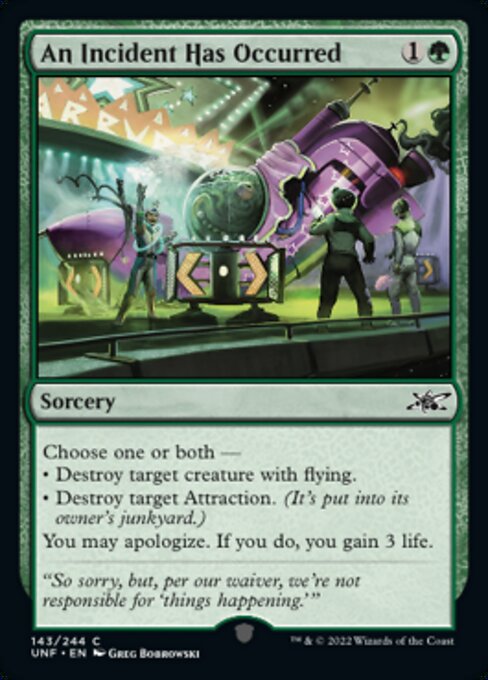 An Incident Has Occurred 1
Sorcery
Choose one or both —
• Destroy target creature with flying.
• Destroy target Attraction. (It's put into its
owner's junkyard.)
You may apologize. If you do, you gain 3 life.
“So sorry, but, per our waiver, we're not
responsible for ‘things happening.’”
143/244 C
UNF • EN GREG BOBROWSKI
™ & © 2022 Wizards of the Coast